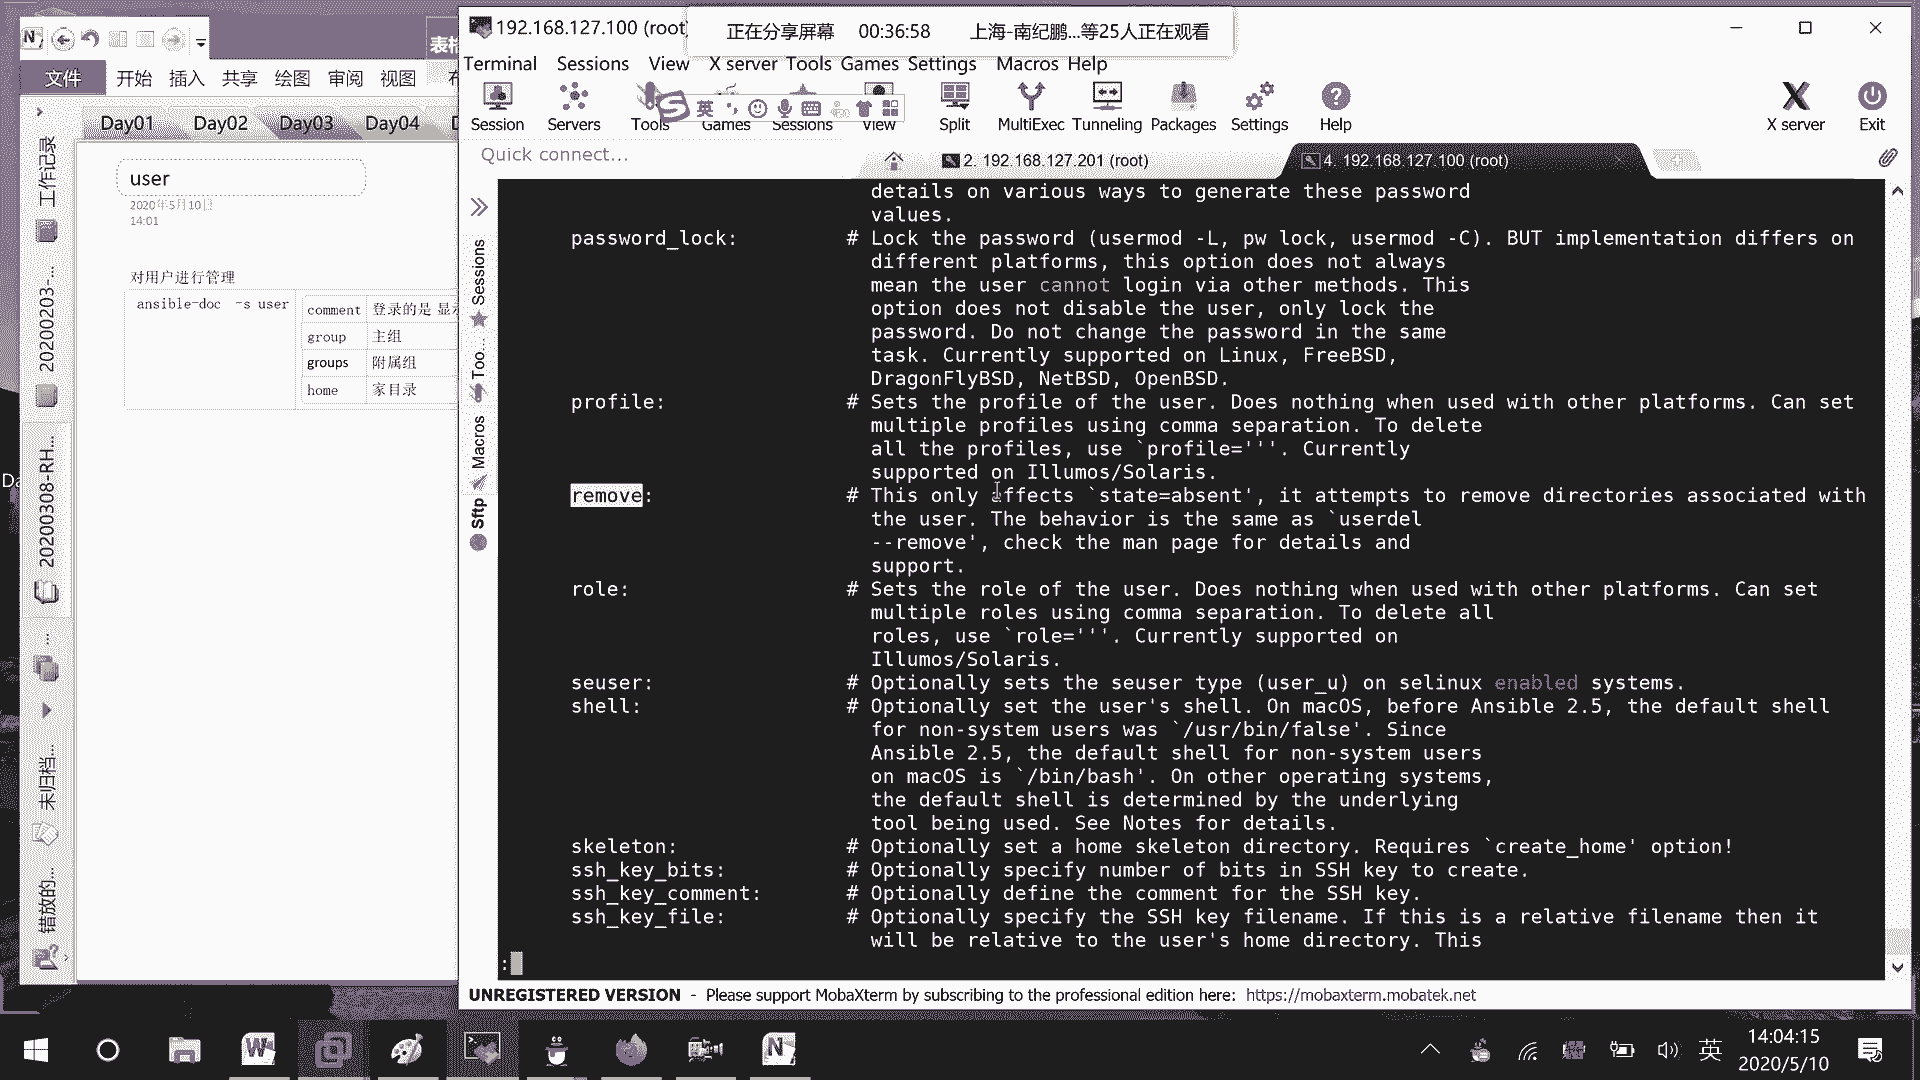 192.168.127.100 (root)
正在分享屏幕 00:36:58 上海-南纪鹏...等25人正在观看
文件 开始 插入 共享 绘图 审阅 视图
Terminal Sessions View X server Tools Games Settings Macros Help
Session Servers Tools Games Sessions View Split MultiExec Tunneling Packages Settings Help X server Exit
英
Quick connect...
2. 192.168.127.201 (root)
4. 192.168.127.100 (root)
Day01 Day02 Day03 Day04
user
2020年5月10日
14:01
对用户进行管理
ansible-doc -s user
comment 登录的是 显示
group 主组
groups 附属组
home 家目录
工作记录
20200203-...
20200308-RH...
...
未归档...
错放的...
Sessions
Too...
Macros
Sftp
details on various ways to generate these password
values.
password_lock: # Lock the password (usermod -L, pw lock, usermod -C). BUT implementation differs on
different platforms, this option does not always
mean the user cannot login via other methods. This
option does not disable the user, only lock the
password. Do not change the password in the same
task. Currently supported on Linux, FreeBSD,
DragonFlyBSD, NetBSD, OpenBSD.
profile: # Sets the profile of the user. Does nothing when used with other platforms. Can set
multiple profiles using comma separation. To delete
all the profiles, use `profile='''. Currently
supported on Illumos/Solaris.
remove: # This only affects `state=absent', it attempts to remove directories associated with
the user. The behavior is the same as `userdel
--remove', check the man page for details and
support.
role: # Sets the role of the user. Does nothing when used with other platforms. Can set
multiple roles using comma separation. To delete all
roles, use `role='''. Currently supported on
Illumos/Solaris.
seuser: # Optionally sets the seuser type (user_u) on selinux enabled systems.
shell: # Optionally set the user's shell. On macOS, before Ansible 2.5, the default shell
for non-system users was `/usr/bin/false'. Since
Ansible 2.5, the default shell for non-system users
on macOS is `/bin/bash'. On other operating systems,
the default shell is determined by the underlying
tool being used. See Notes for details.
skeleton: # Optionally set a home skeleton directory. Requires `create_home' option!
ssh_key_bits: # Optionally specify number of bits in SSH key to create.
ssh_key_comment: # Optionally define the comment for the SSH key.
ssh_key_file: # Optionally specify the SSH key filename. If this is a relative filename then it
will be relative to the user's home directory. This
:
UNREGISTERED VERSION - Please support MobaXterm by subscribing to the professional edition here: https://mobaxterm.mobatek.net
英
14:04:15
2020/5/10